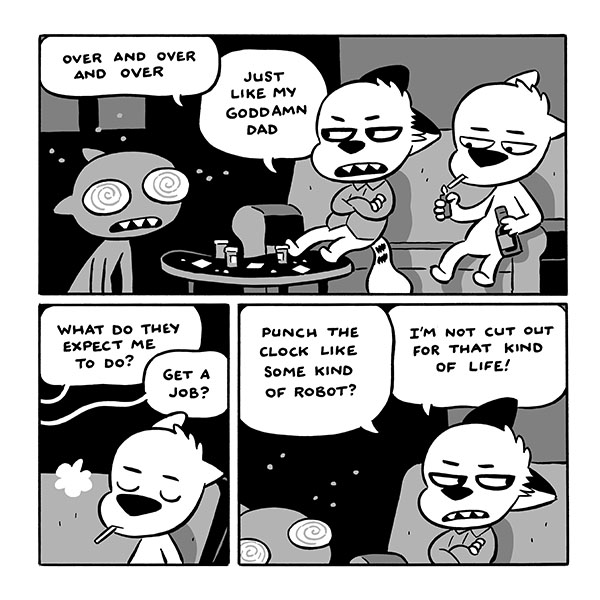 OVER AND OVER
AND OVER
JUST
LIKE MY
GODDAMN
DAD
WHAT DO THEY
EXPECT ME
TO DO?
GET A
JOB?
PUNCH THE
CLOCK LIKE
SOME KIND
OF ROBOT?
I'M NOT CUT OUT
FOR THAT KIND
OF LIFE!